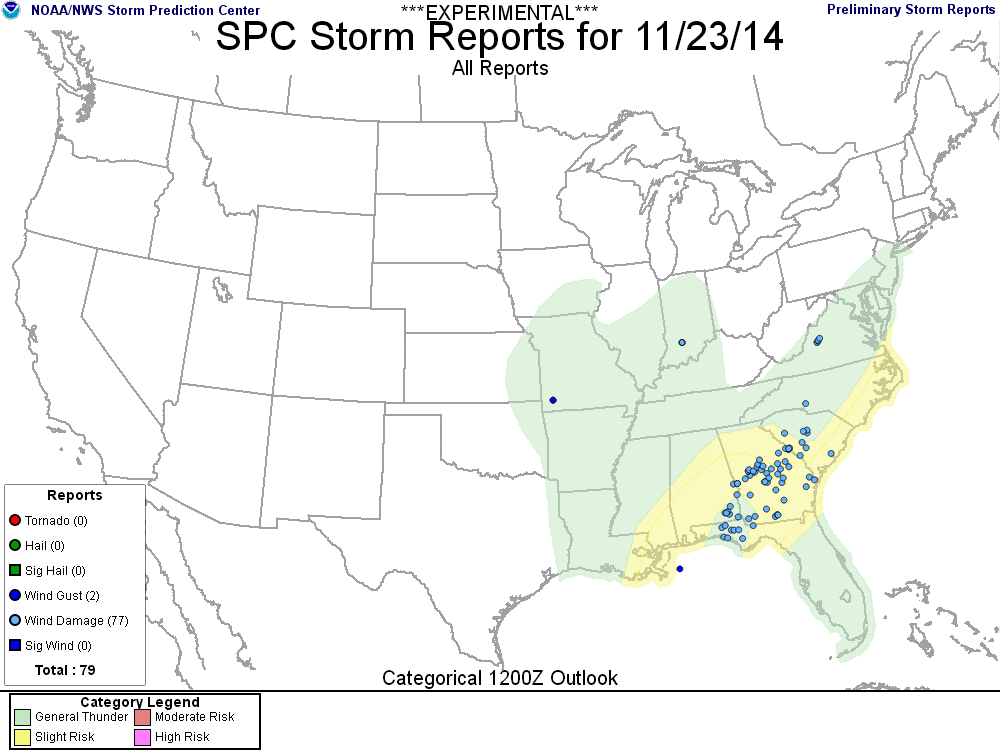 NOAA/NWS Storm Prediction Center
***EXPERIMENTAL***
Preliminary Storm Reports
SPC Storm Reports for 11/23/14
All Reports
Reports
Tornado (0)
Hail (0)
Sig Hail (0)
Wind Gust (2)
Wind Damage (77)
Sig Wind (0)
Total : 79
Categorical 1200Z Outlook
Category Legend
General Thunder
Moderate Risk
Slight Risk
High Risk